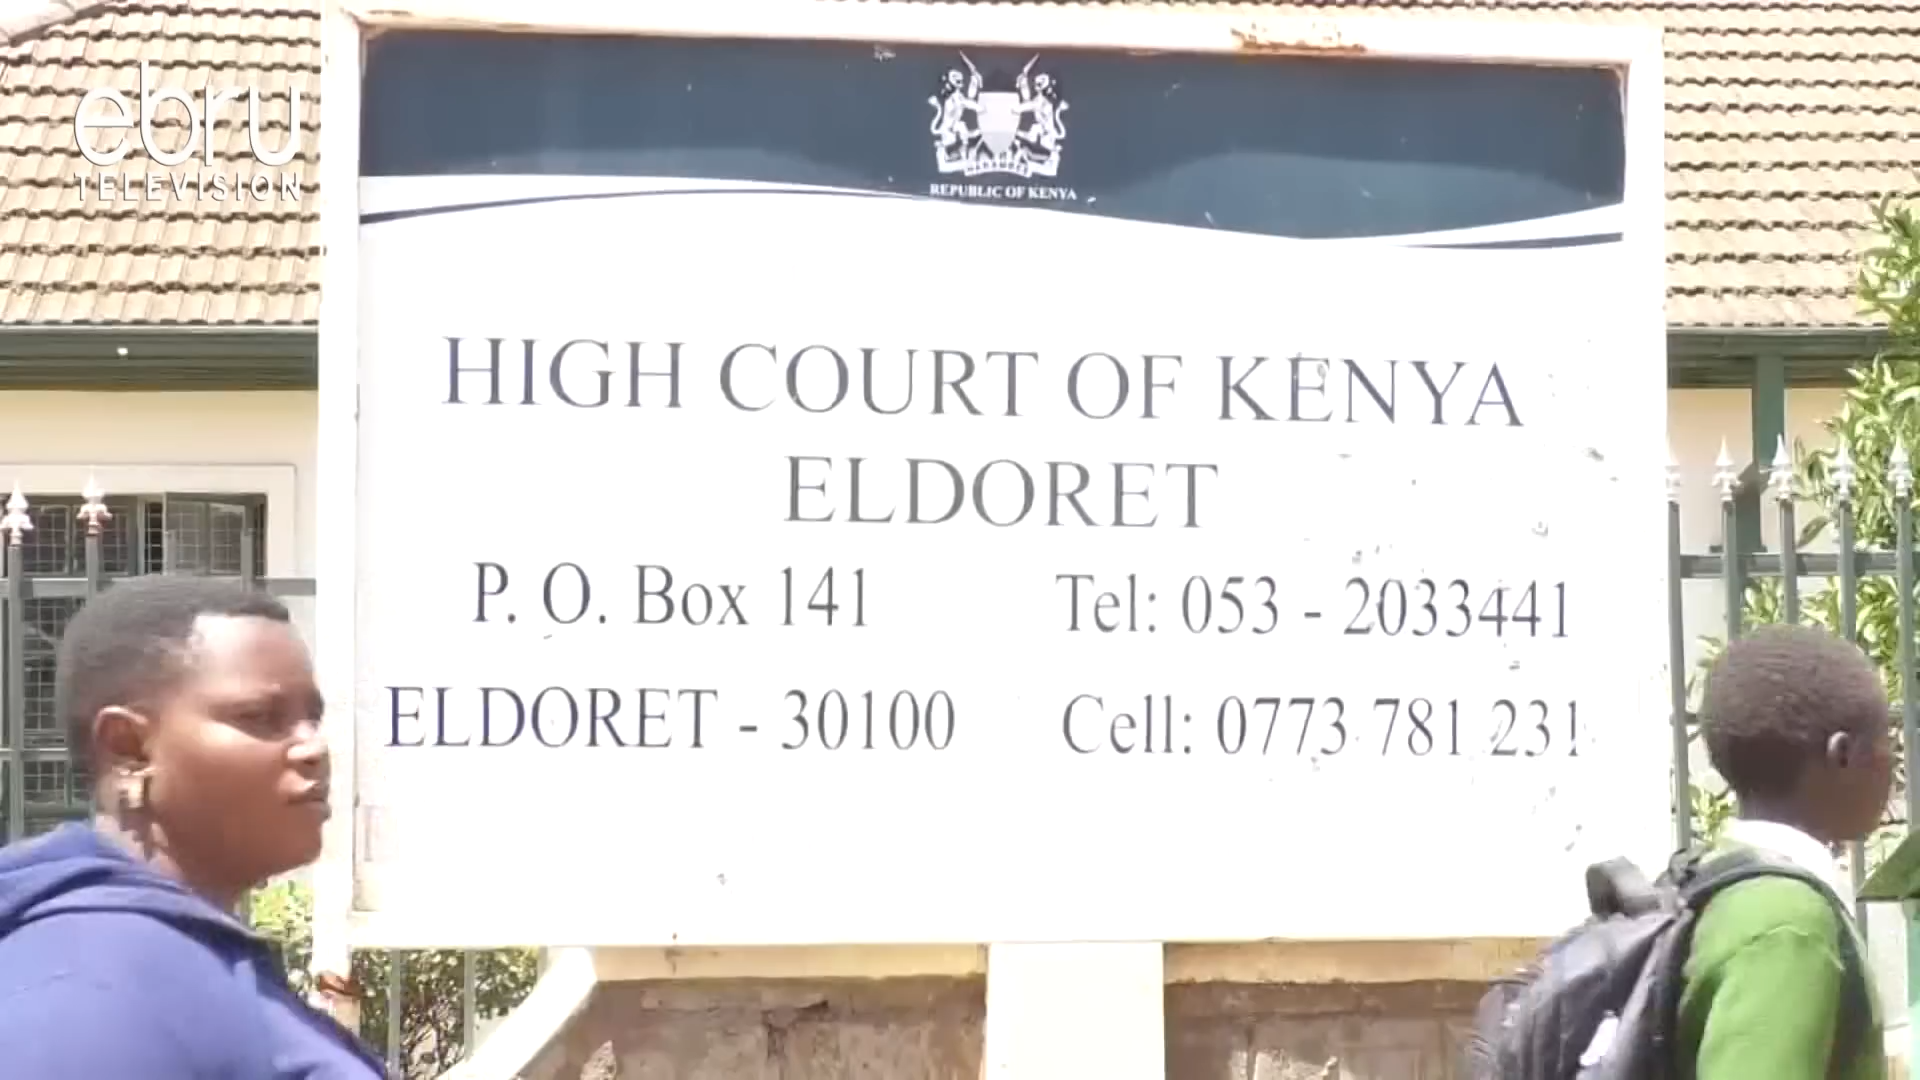 ebru
TELEVISION
REPUBLIC OF KENYA
HIGH COURT OF KENYA
ELDORET
P. O. Box 141 Tel: 053 - 2033441
ELDORET - 30100 Cell: 0773 781 231